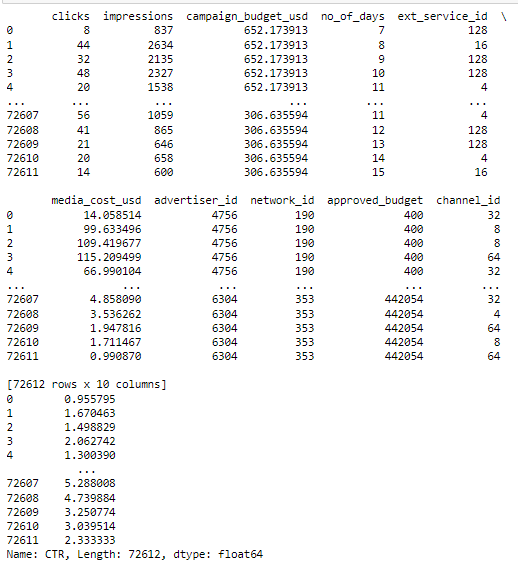 clicks impressions campaign_budget_usd no_of_days ext_service_id \
0 8 837 652.173913 7 128
1 44 2634 652.173913 8 16
2 32 2135 652.173913 9 128
3 48 2327 652.173913 10 128
4 20 1538 652.173913 11 4
... ... ... ... ... ...
72607 56 1059 306.635594 11 4
72608 41 865 306.635594 12 128
72609 21 646 306.635594 13 128
72610 20 658 306.635594 14 4
72611 14 600 306.635594 15 16
media_cost_usd advertiser_id network_id approved_budget channel_id
0 14.058514 4756 190 400 32
1 99.633496 4756 190 400 8
2 109.419677 4756 190 400 8
3 115.209499 4756 190 400 64
4 66.990104 4756 190 400 32
... ... ... ... ... ...
72607 4.858090 6304 353 442054 32
72608 3.536262 6304 353 442054 4
72609 1.947816 6304 353 442054 64
72610 1.711467 6304 353 442054 8
72611 0.990870 6304 353 442054 64
[72612 rows x 10 columns]
0 0.955795
1 1.670463
2 1.498829
3 2.062742
4 1.300390
...
72607 5.288008
72608 4.739884
72609 3.250774
72610 3.039514
72611 2.333333
Name: CTR, Length: 72612, dtype: float64